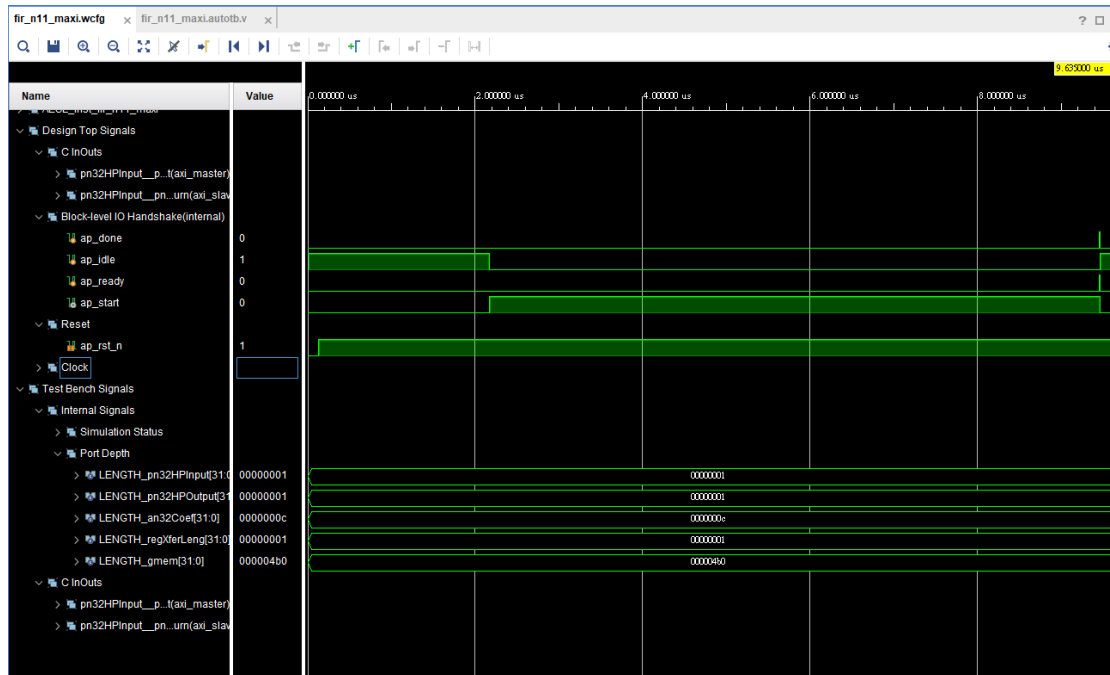 fir_n11_maxi.wcfg × fir_n11_maxi.autotb.v ×
9.635000 us
Name Value 0.000000 us 2.000000 us 4.000000 us 6.000000 us 8.000000 us
Design Top Signals
C InOuts
pn32HPInput__p...t(axi_master)
pn32HPInput__pn...urn(axi_slav
Block-level IO Handshake(internal)
ap_done 0
ap_idle 1
ap_ready 0
ap_start 0
Reset
ap_rst_n 1
Clock
Test Bench Signals
Internal Signals
Simulation Status
Port Depth
LENGTH_pn32HPInput[31:0 00000001 00000001
LENGTH_pn32HPOutput[31 00000001 00000001
LENGTH_an32Coef[31:0] 0000000c 0000000c
LENGTH_regXferLeng[31:0] 00000001 00000001
LENGTH_gmem[31:0] 000004b0 000004b0
C InOuts
pn32HPInput__p...t(axi_master)
pn32HPInput__pn...urn(axi_slav